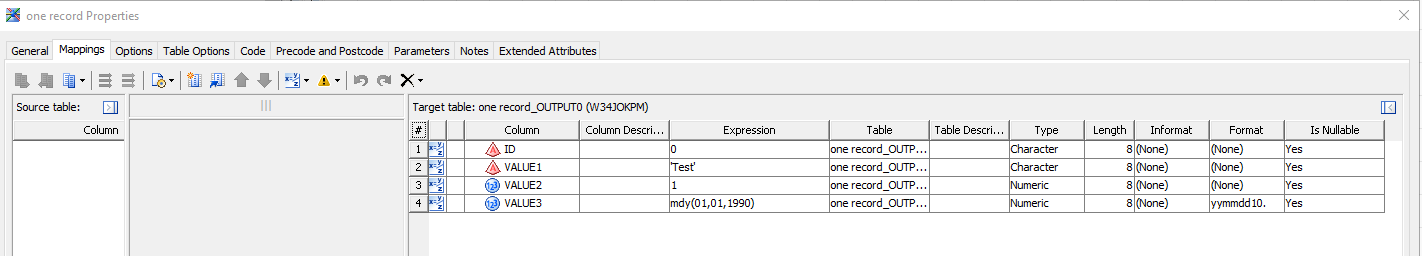 one record Properties
General Mappings Options Table Options Code Precode and Postcode Parameters Notes Extended Attributes
Source table: Target table: one record_OUTPUT0 (W34JOKPM)
Column # Column Column Descri... Expression Table Table Descri... Type Length Informat Format Is Nullable
1 ID 0 one record_OUTP... Character 8 (None) (None) Yes
2 VALUE1 'Test' one record_OUTP... Character 8 (None) (None) Yes
3 VALUE2 1 one record_OUTP... Numeric 8 (None) (None) Yes
4 VALUE3 mdy(01,01,1990) one record_OUTP... Numeric 8 (None) yymmdd10. Yes